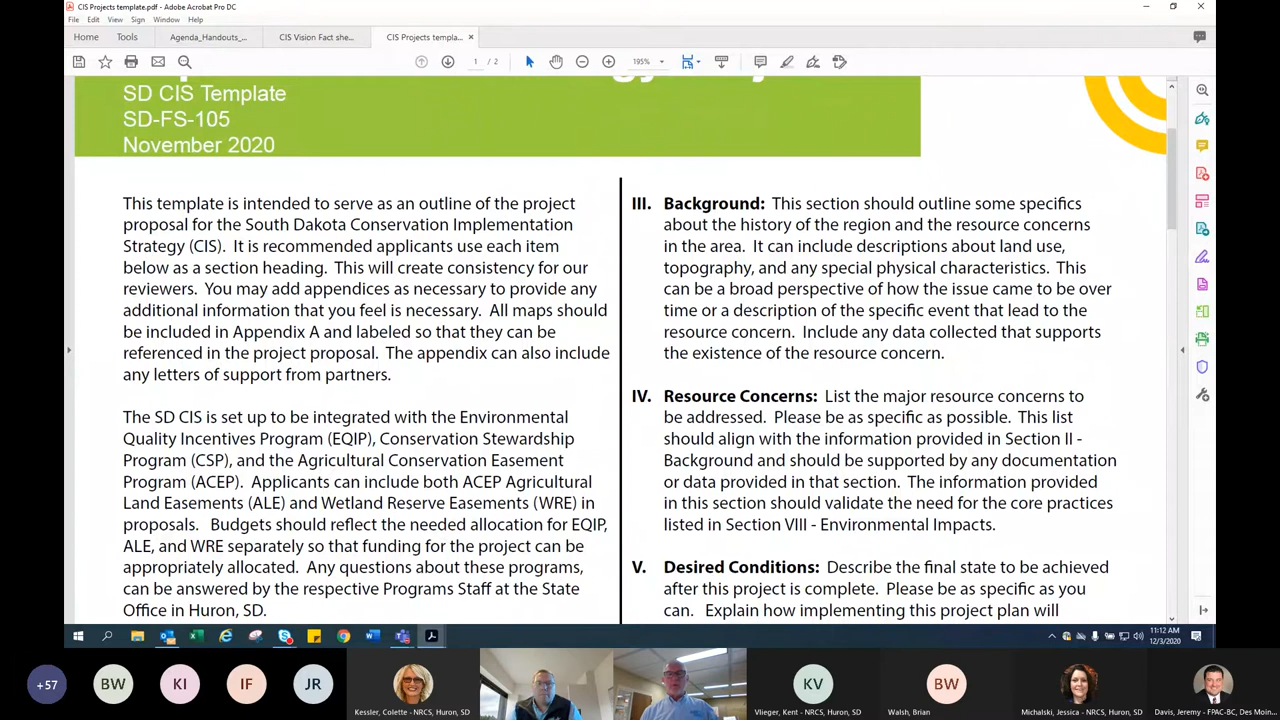 CIS Projects template.pdf - Adobe Acrobat Pro DC
File Edit View Sign Window Help
Home Tools Agenda_Handouts_... CIS Vision Fact she... CIS Projects templa... ×
1 / 2 195%
SD CIS Template
SD-FS-105
November 2020
This template is intended to serve as an outline of the project
proposal for the South Dakota Conservation Implementation
Strategy (CIS). It is recommended applicants use each item
below as a section heading. This will create consistency for our
reviewers. You may add appendices as necessary to provide any
additional information that you feel is necessary. All maps should
be included in Appendix A and labeled so that they can be
referenced in the project proposal. The appendix can also include
any letters of support from partners.
The SD CIS is set up to be integrated with the Environmental
Quality Incentives Program (EQIP), Conservation Stewardship
Program (CSP), and the Agricultural Conservation Easement
Program (ACEP). Applicants can include both ACEP Agricultural
Land Easements (ALE) and Wetland Reserve Easements (WRE) in
proposals. Budgets should reflect the needed allocation for EQIP,
ALE, and WRE separately so that funding for the project can be
appropriately allocated. Any questions about these programs,
can be answered by the respective Programs Staff at the State
Office in Huron, SD.
III. Background: This section should outline some specifics
about the history of the region and the resource concerns
in the area. It can include descriptions about land use,
topography, and any special physical characteristics. This
can be a broad perspective of how the issue came to be over
time or a description of the specific event that lead to the
resource concern. Include any data collected that supports
the existence of the resource concern.
IV. Resource Concerns: List the major resource concerns to
be addressed. Please be as specific as possible. This list
should align with the information provided in Section II -
Background and should be supported by any documentation
or data provided in that section. The information provided
in this section should validate the need for the core practices
listed in Section VIII - Environmental Impacts.
V. Desired Conditions: Describe the final state to be achieved
after this project is complete. Please be as specific as you
can. Explain how implementing this project plan will
11:12 AM
12/3/2020
+57 BW KI IF JR KV BW
Kessler, Colette - NRCS, Huron, SD
Vlieger, Kent - NRCS, Huron, SD
Walsh, Brian
Michalski, Jessica - NRCS, Huron, SD
Davis, Jeremy - FPAC-BC, Des Moin...